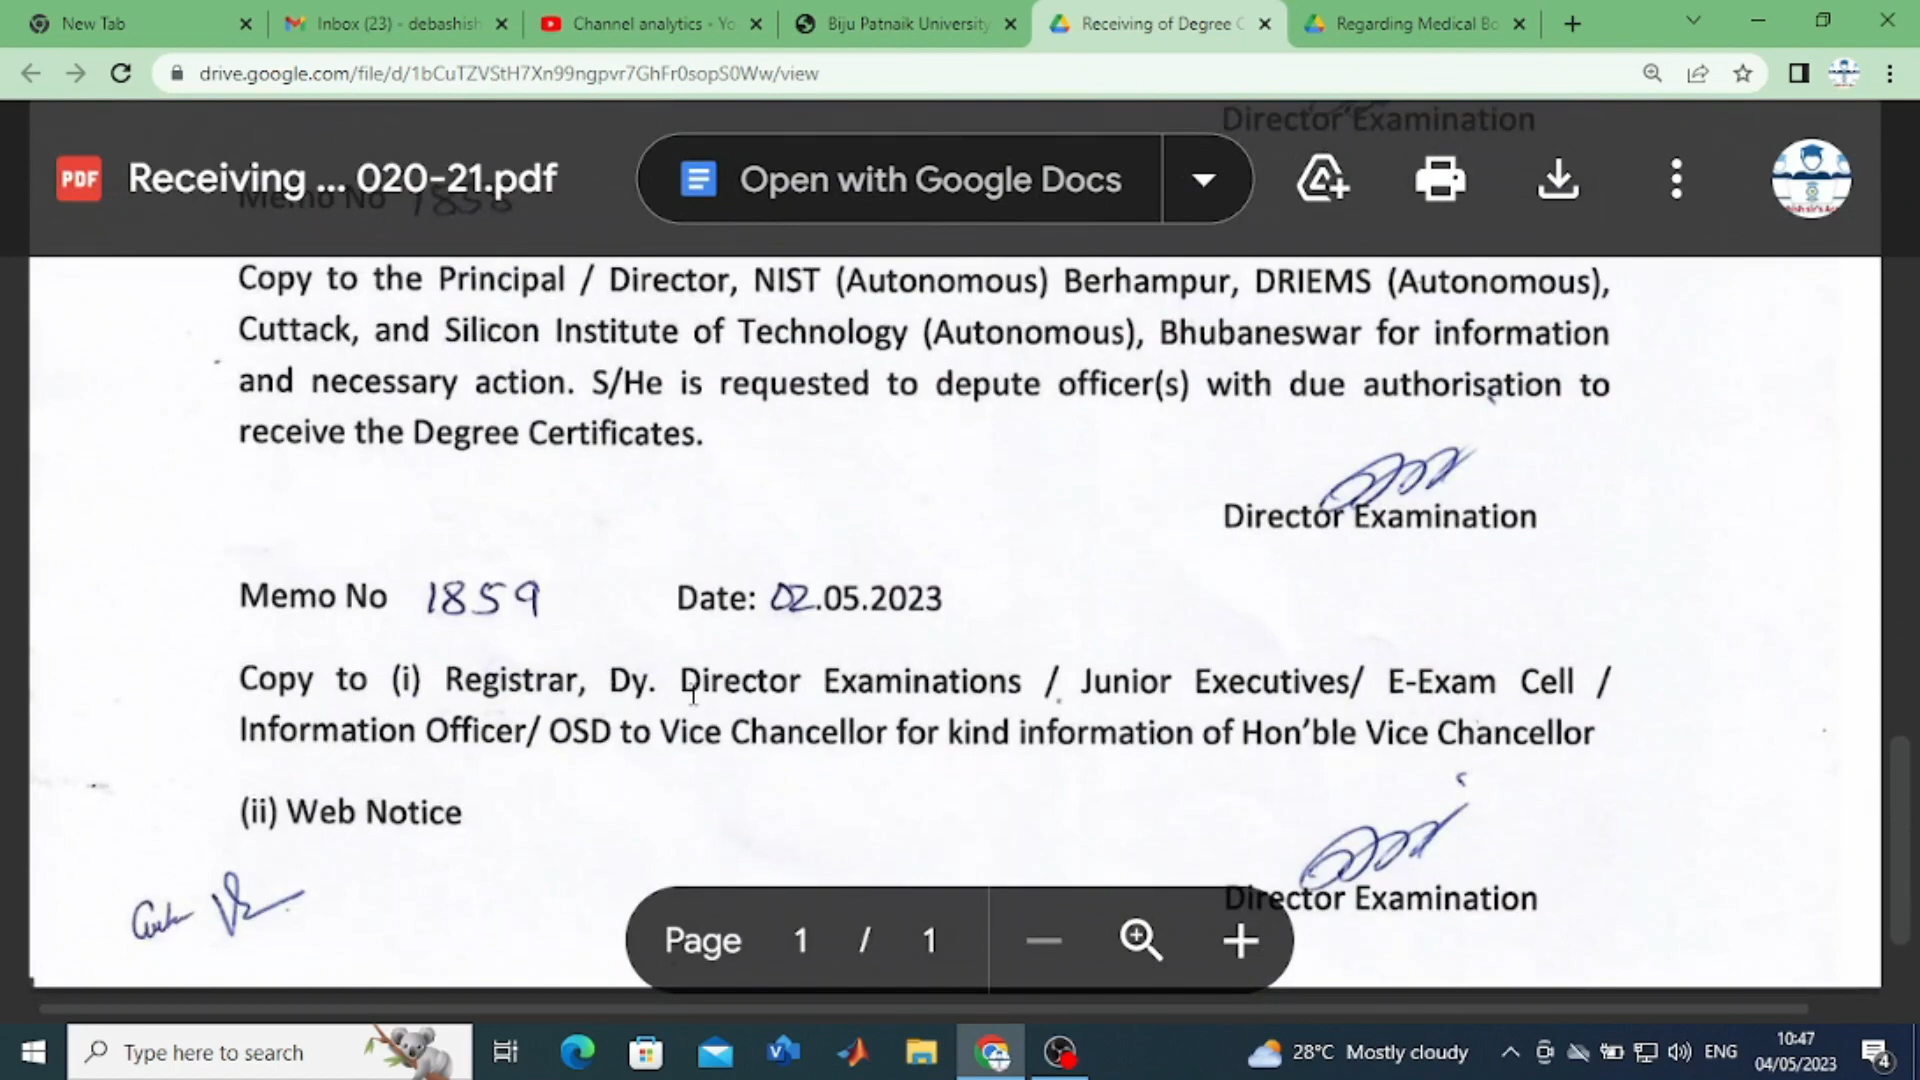 New Tab
Inbox (23) - debashish
Channel analytics - Yo
Biju Patnaik University
Receiving of Degree C
Regarding Medical Bo
drive.google.com/file/d/1bCuTZVStH7Xn99ngpvr7GhFr0sopS0Ww/view
Director Examination
PDF
Receiving ... 020-21.pdf
Open with Google Docs
Memo No 1858
Copy to the Principal / Director, NIST (Autonomous) Berhampur, DRIEMS (Autonomous),
Cuttack, and Silicon Institute of Technology (Autonomous), Bhubaneswar for information
and necessary action. S/He is requested to depute officer(s) with due authorisation to
receive the Degree Certificates.
Director Examination
Memo No 1859 Date: 02.05.2023
Copy to (i) Registrar, Dy. Director Examinations / Junior Executives/ E-Exam Cell /
Information Officer/ OSD to Vice Chancellor for kind information of Hon'ble Vice Chancellor
(ii) Web Notice
Director Examination
Page 1 / 1
Type here to search
28°C Mostly cloudy
ENG
10:47
04/05/2023
4